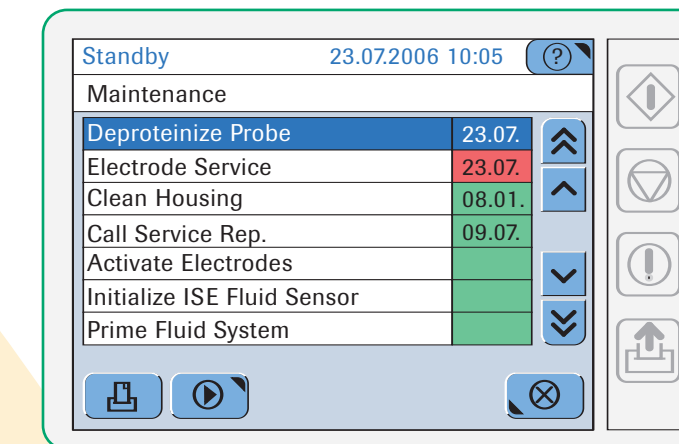 Standby 23.07.2006 10:05 ?
Maintenance
Deproteinize Probe 23.07.
Electrode Service 23.07.
Clean Housing 08.01.
Call Service Rep. 09.07.
Activate Electrodes
Initialize ISE Fluid Sensor
Prime Fluid System